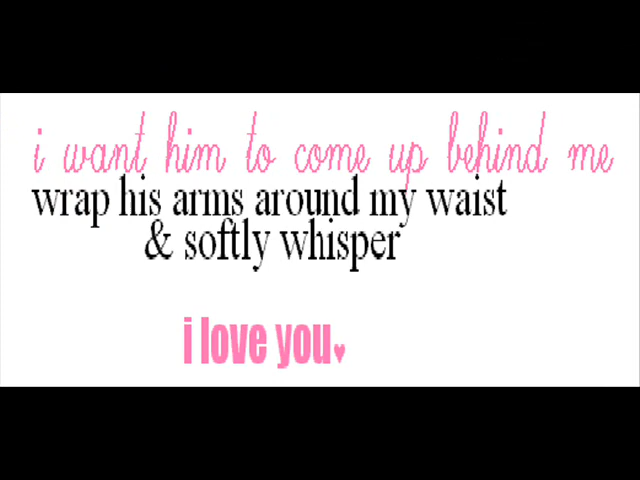 i want him to come up behind me
wrap his arms around my waist
& softly whisper
i love you♥